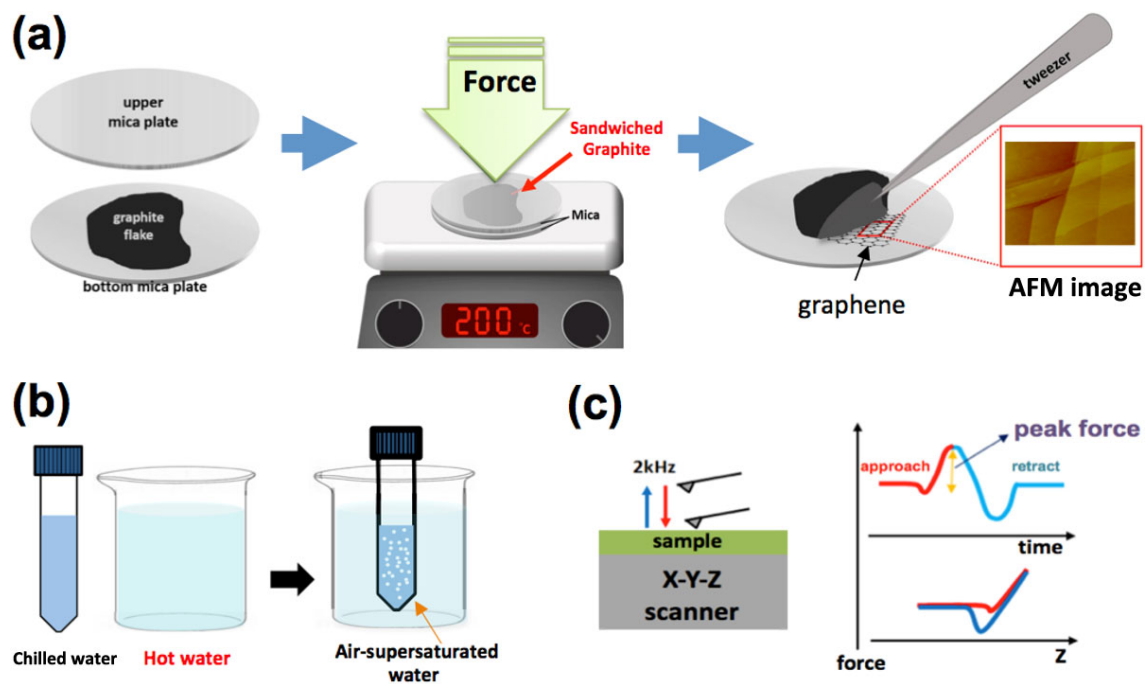 (a)
upper
mica plate
graphite
flake
bottom mica plate
Force
Sandwiched
Graphite
Mica
200 °C
tweezer
graphene
AFM image
(b)
Chilled water
Hot water
Air-supersaturated
water
(c)
2kHz
sample
X-Y-Z
scanner
peak force
approach
retract
time
force
Z